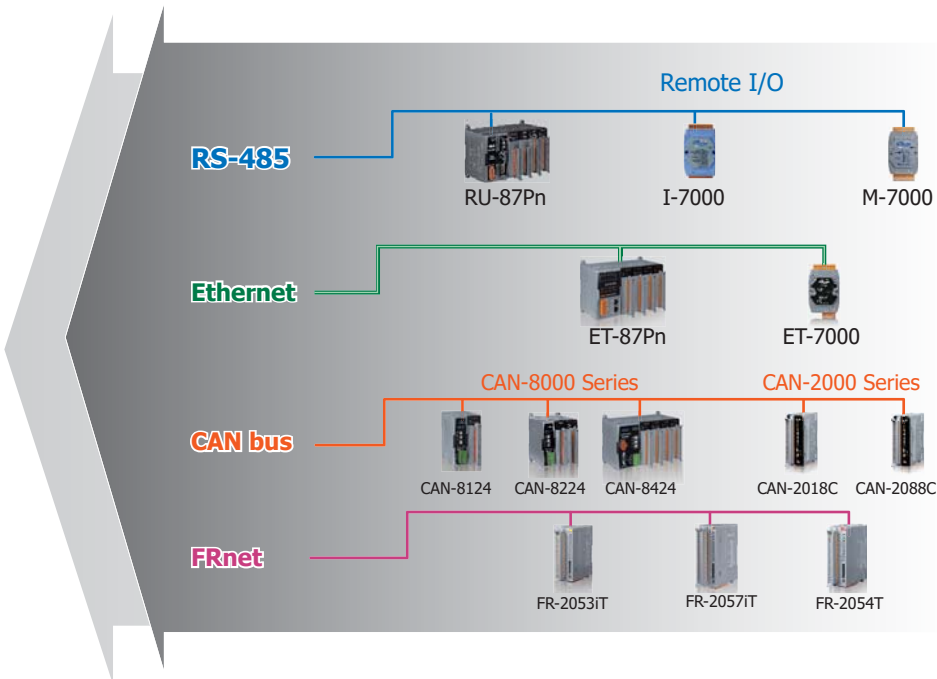 Remote I/O
RS-485
RU-87Pn
I-7000
M-7000
Ethernet
ET-87Pn
ET-7000
CAN-8000 Series
CAN-2000 Series
CAN bus
CAN-8124
CAN-8224
CAN-8424
CAN-2018C
CAN-2088C
FRnet
FR-2053iT
FR-2057iT
FR-2054T